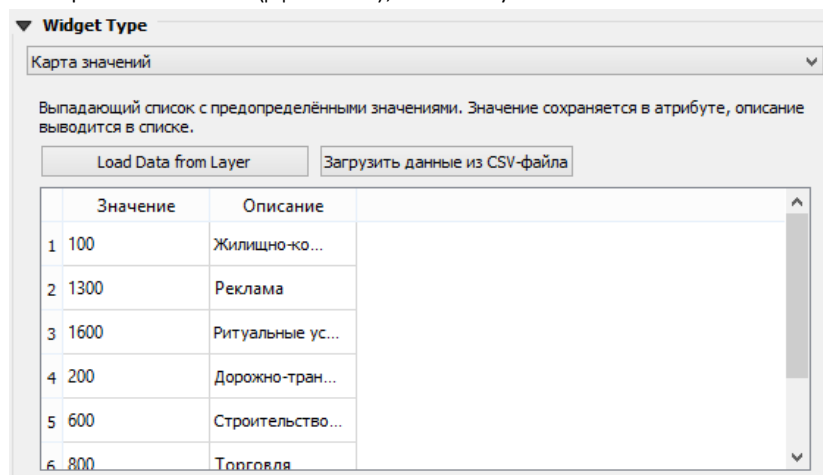 Widget Type
Карта значений
Выпадающий список с предопределёнными значениями. Значение сохраняется в атрибуте, описание
выводится в списке.
Load Data from Layer Загрузить данные из CSV-файла
Значение Описание
1 100 Жилищно-ко...
2 1300 Реклама
3 1600 Ритуальные ус...
4 200 Дорожно-тран...
5 600 Строительство...
6 800 Торговля